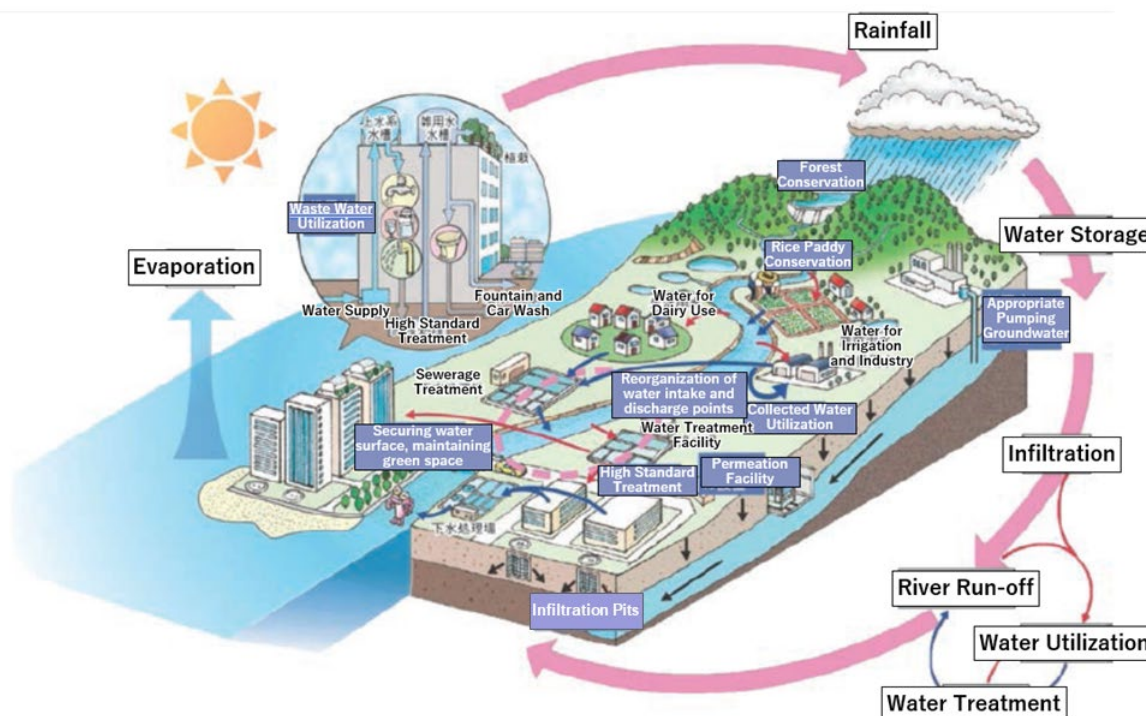 Rainfall
上水系
水槽
雑用水
水槽
植栽
Forest
Conservation
Waste Water
Utilization
Water Storage
Rice Paddy
Conservation
Evaporation
Water Supply
High Standard
Treatment
Fountain and
Car Wash
Water for
Dairy Use
Appropriate
Pumping
Groundwater
Water for
Irrigation
and Industry
Sewerage
Treatment
Reorganization of
water intake and
discharge points
Collected Water
Utilization
Securing water
surface, maintaining
green space
Water Treatment
Facility
Infiltration
High Standard
Treatment
Permeation
Facility
下水処理場
River Run-off
Infiltration Pits
Water Utilization
Water Treatment